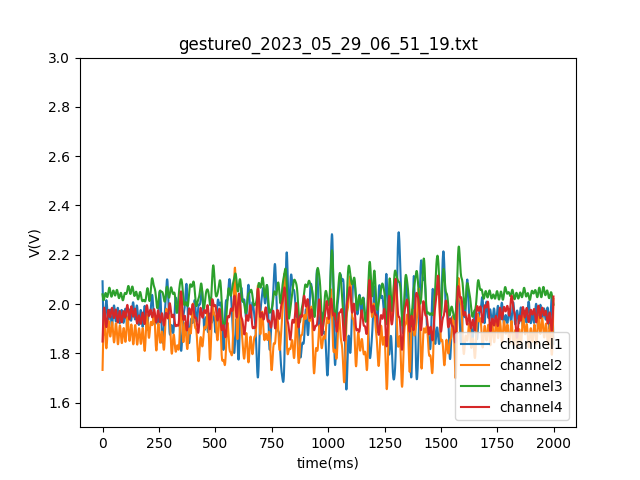 gesture0_2023_05_29_06_51_19.txt
3.0
2.8
2.6
2.4
2.2
2.0
1.8
1.6
V(V)
channel1
channel2
channel3
channel4
0 250 500 750 1000 1250 1500 1750 2000
time(ms)